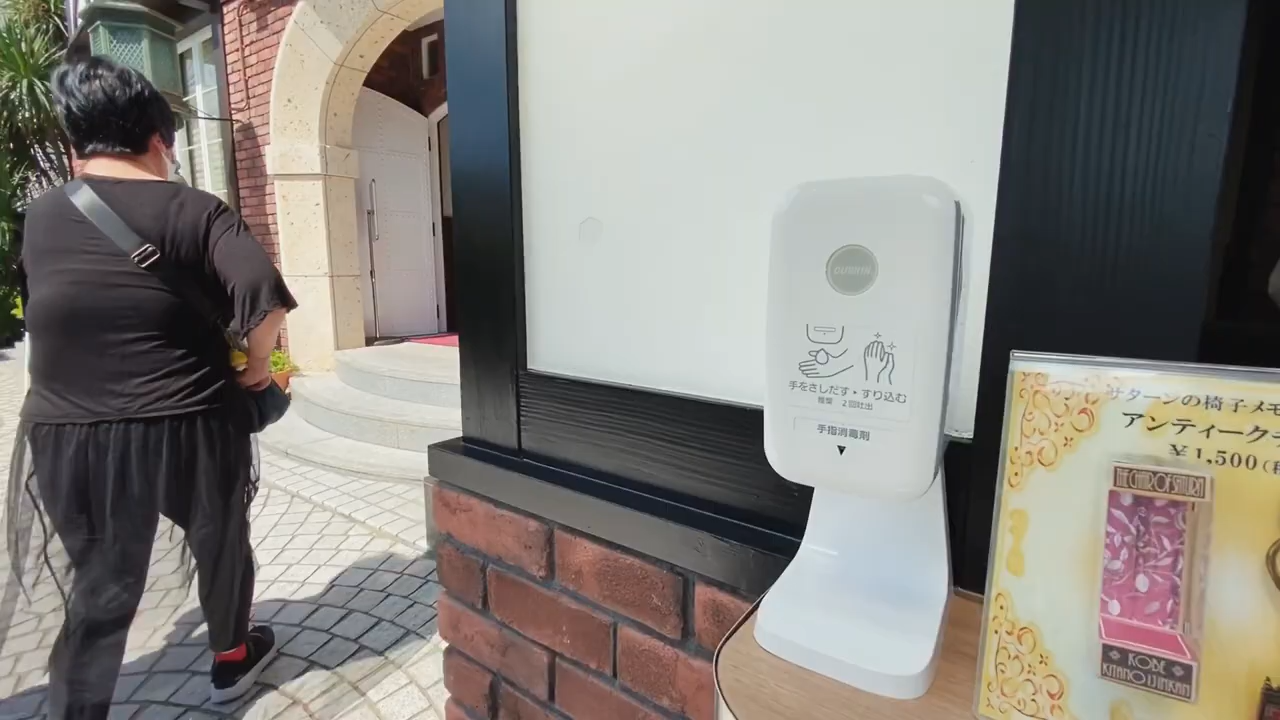 手をさしだす・すり込む
推奨 2回吐出
手指消毒剤
サターンの椅子メモ
アンティーク
¥1,500
THE CHAIR OF SATURN
KOBE
KITANO IJINKAN